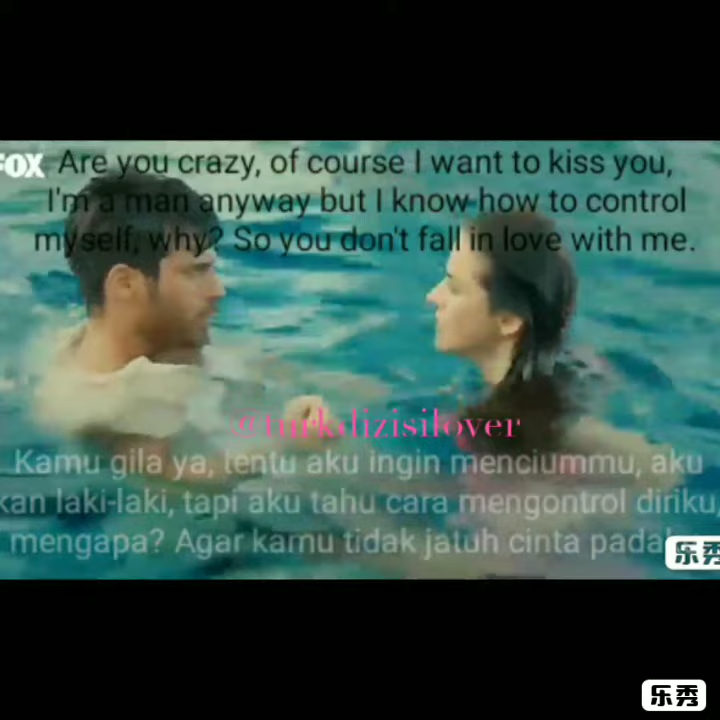 FOX
Are you crazy, of course I want to kiss you,
I'm a man anyway but I know how to control
myself, why? So you don't fall in love with me.
@turkdizisilover
Kamu gila ya, tentu aku ingin menciummu, aku
kan laki-laki, tapi aku tahu cara mengontrol diriku,
mengapa? Agar kamu tidak jatuh cinta pada
乐秀
乐秀